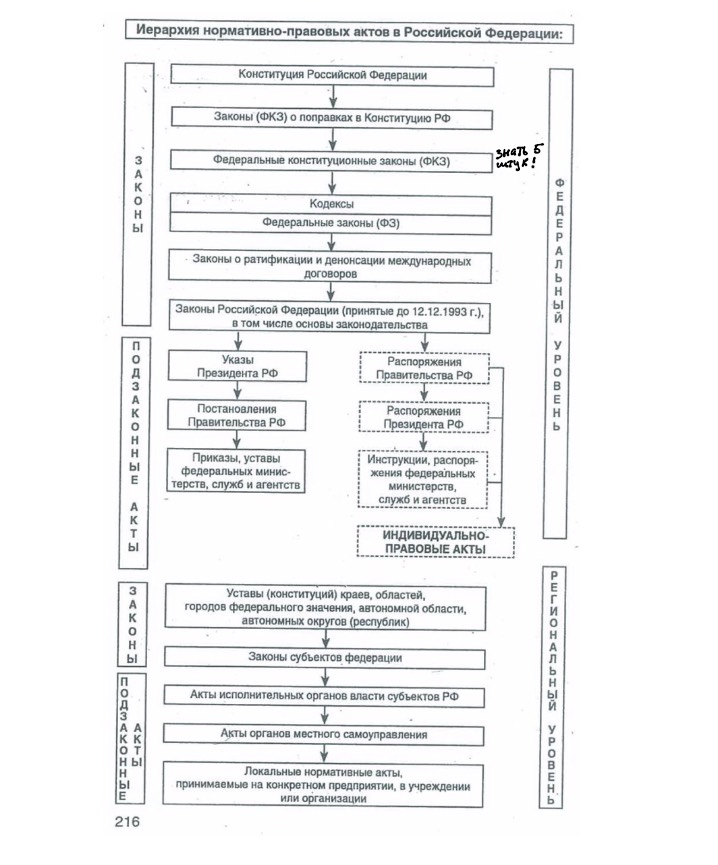 Иерархия нормативно-правовых актов в Российской Федерации:
ЗАКОНЫ
ФЕДЕРАЛЬНЫЙ УРОВЕНЬ
Конституция Российской Федерации
Законы (ФКЗ) о поправках в Конституцию РФ
Федеральные конституционные законы (ФКЗ)
знать 5
штук!
Кодексы
Федеральные законы (ФЗ)
Законы о ратификации и денонсации международных
договоров
Законы Российской Федерации (принятые до 12.12.1993 г.),
в том числе основы законодательства
ПОДЗАКОННЫЕ АКТЫ
Указы
Президента РФ
Постановления
Правительства РФ
Приказы, уставы
федеральных минис-
терств, служб и агентств
Распоряжения
Правительства РФ
Распоряжения
Президента РФ
Инструкции, распоря-
жения федеральных
министерств,
служб и агентств
ИНДИВИДУАЛЬНО-
ПРАВОВЫЕ АКТЫ
ЗАКОНЫ
РЕГИОНАЛЬНЫЙ УРОВЕНЬ
Уставы (конституций) краев, областей,
городов федерального значения, автономной области,
автономных округов (республик)
Законы субъектов федерации
ПОДЗАКОННЫЕ
АКТЫ
Акты исполнительных органов власти субъектов РФ
Акты органов местного самоуправления
Локальные нормативные акты,
принимаемые на конкретном предприятии, в учреждении
или организации
216